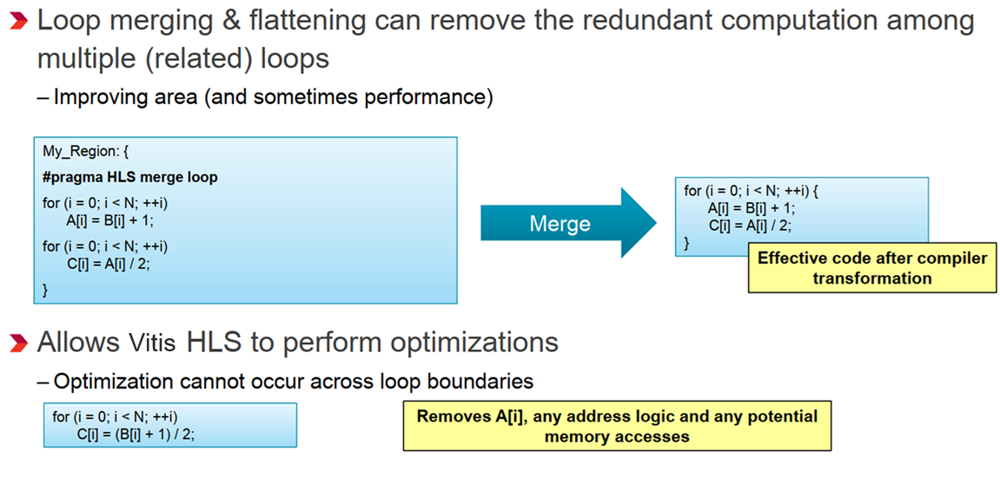 Loop merging & flattening can remove the redundant computation among
multiple (related) loops
– Improving area (and sometimes performance)
My_Region: {
#pragma HLS merge loop
for (i = 0; i < N; ++i)
A[i] = B[i] + 1;
for (i = 0; i < N; ++i)
C[i] = A[i] / 2;
}
Merge
for (i = 0; i < N; ++i) {
A[i] = B[i] + 1;
C[i] = A[i] / 2;
}
Effective code after compiler
transformation
Allows Vitis HLS to perform optimizations
– Optimization cannot occur across loop boundaries
for (i = 0; i < N; ++i)
C[i] = (B[i] + 1) / 2;
Removes A[i], any address logic and any potential
memory accesses